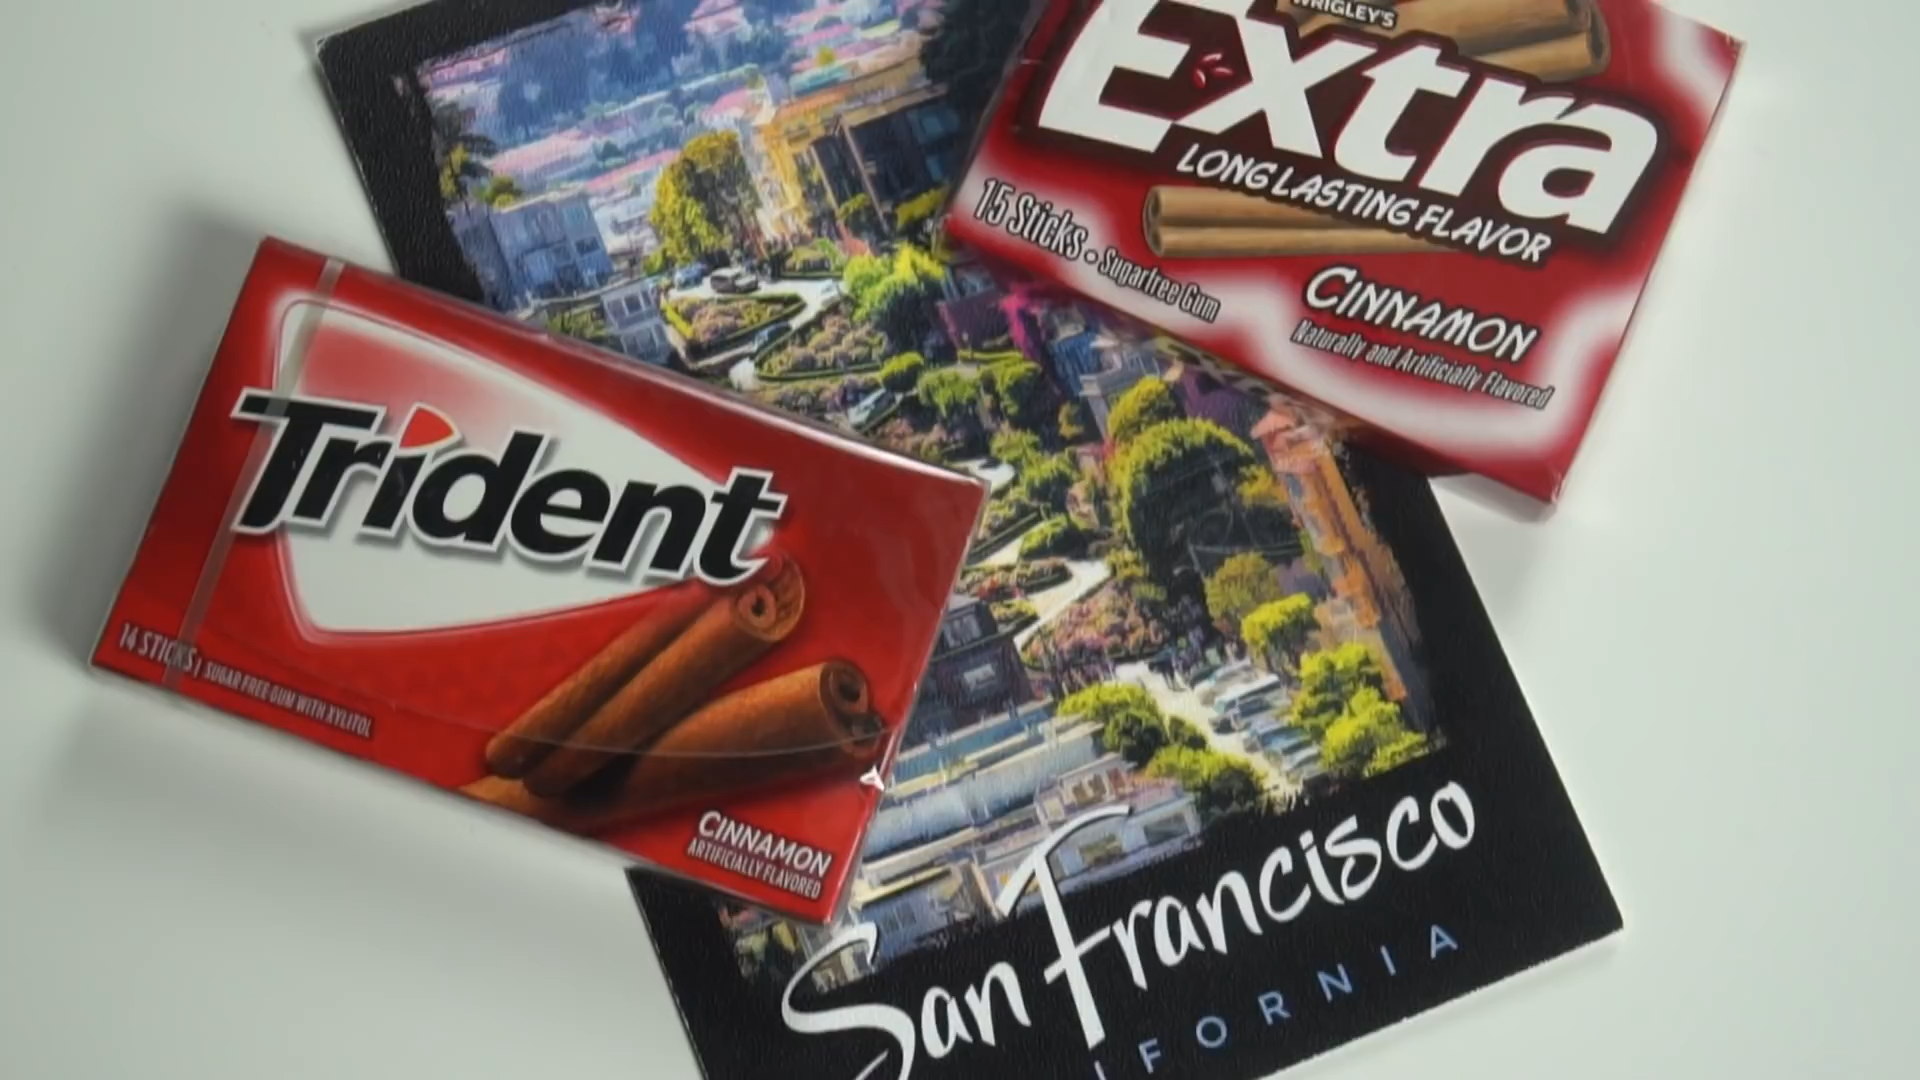 WRIGLEY'S
Extra
LONG LASTING FLAVOR
15 Sticks • Sugarfree Gum
CINNAMON
Naturally and Artificially Flavored
Trident
14 STICKS | SUGAR FREE GUM WITH XYLITOL
CINNAMON
ARTIFICIALLY FLAVORED
San Francisco
IFORNIA